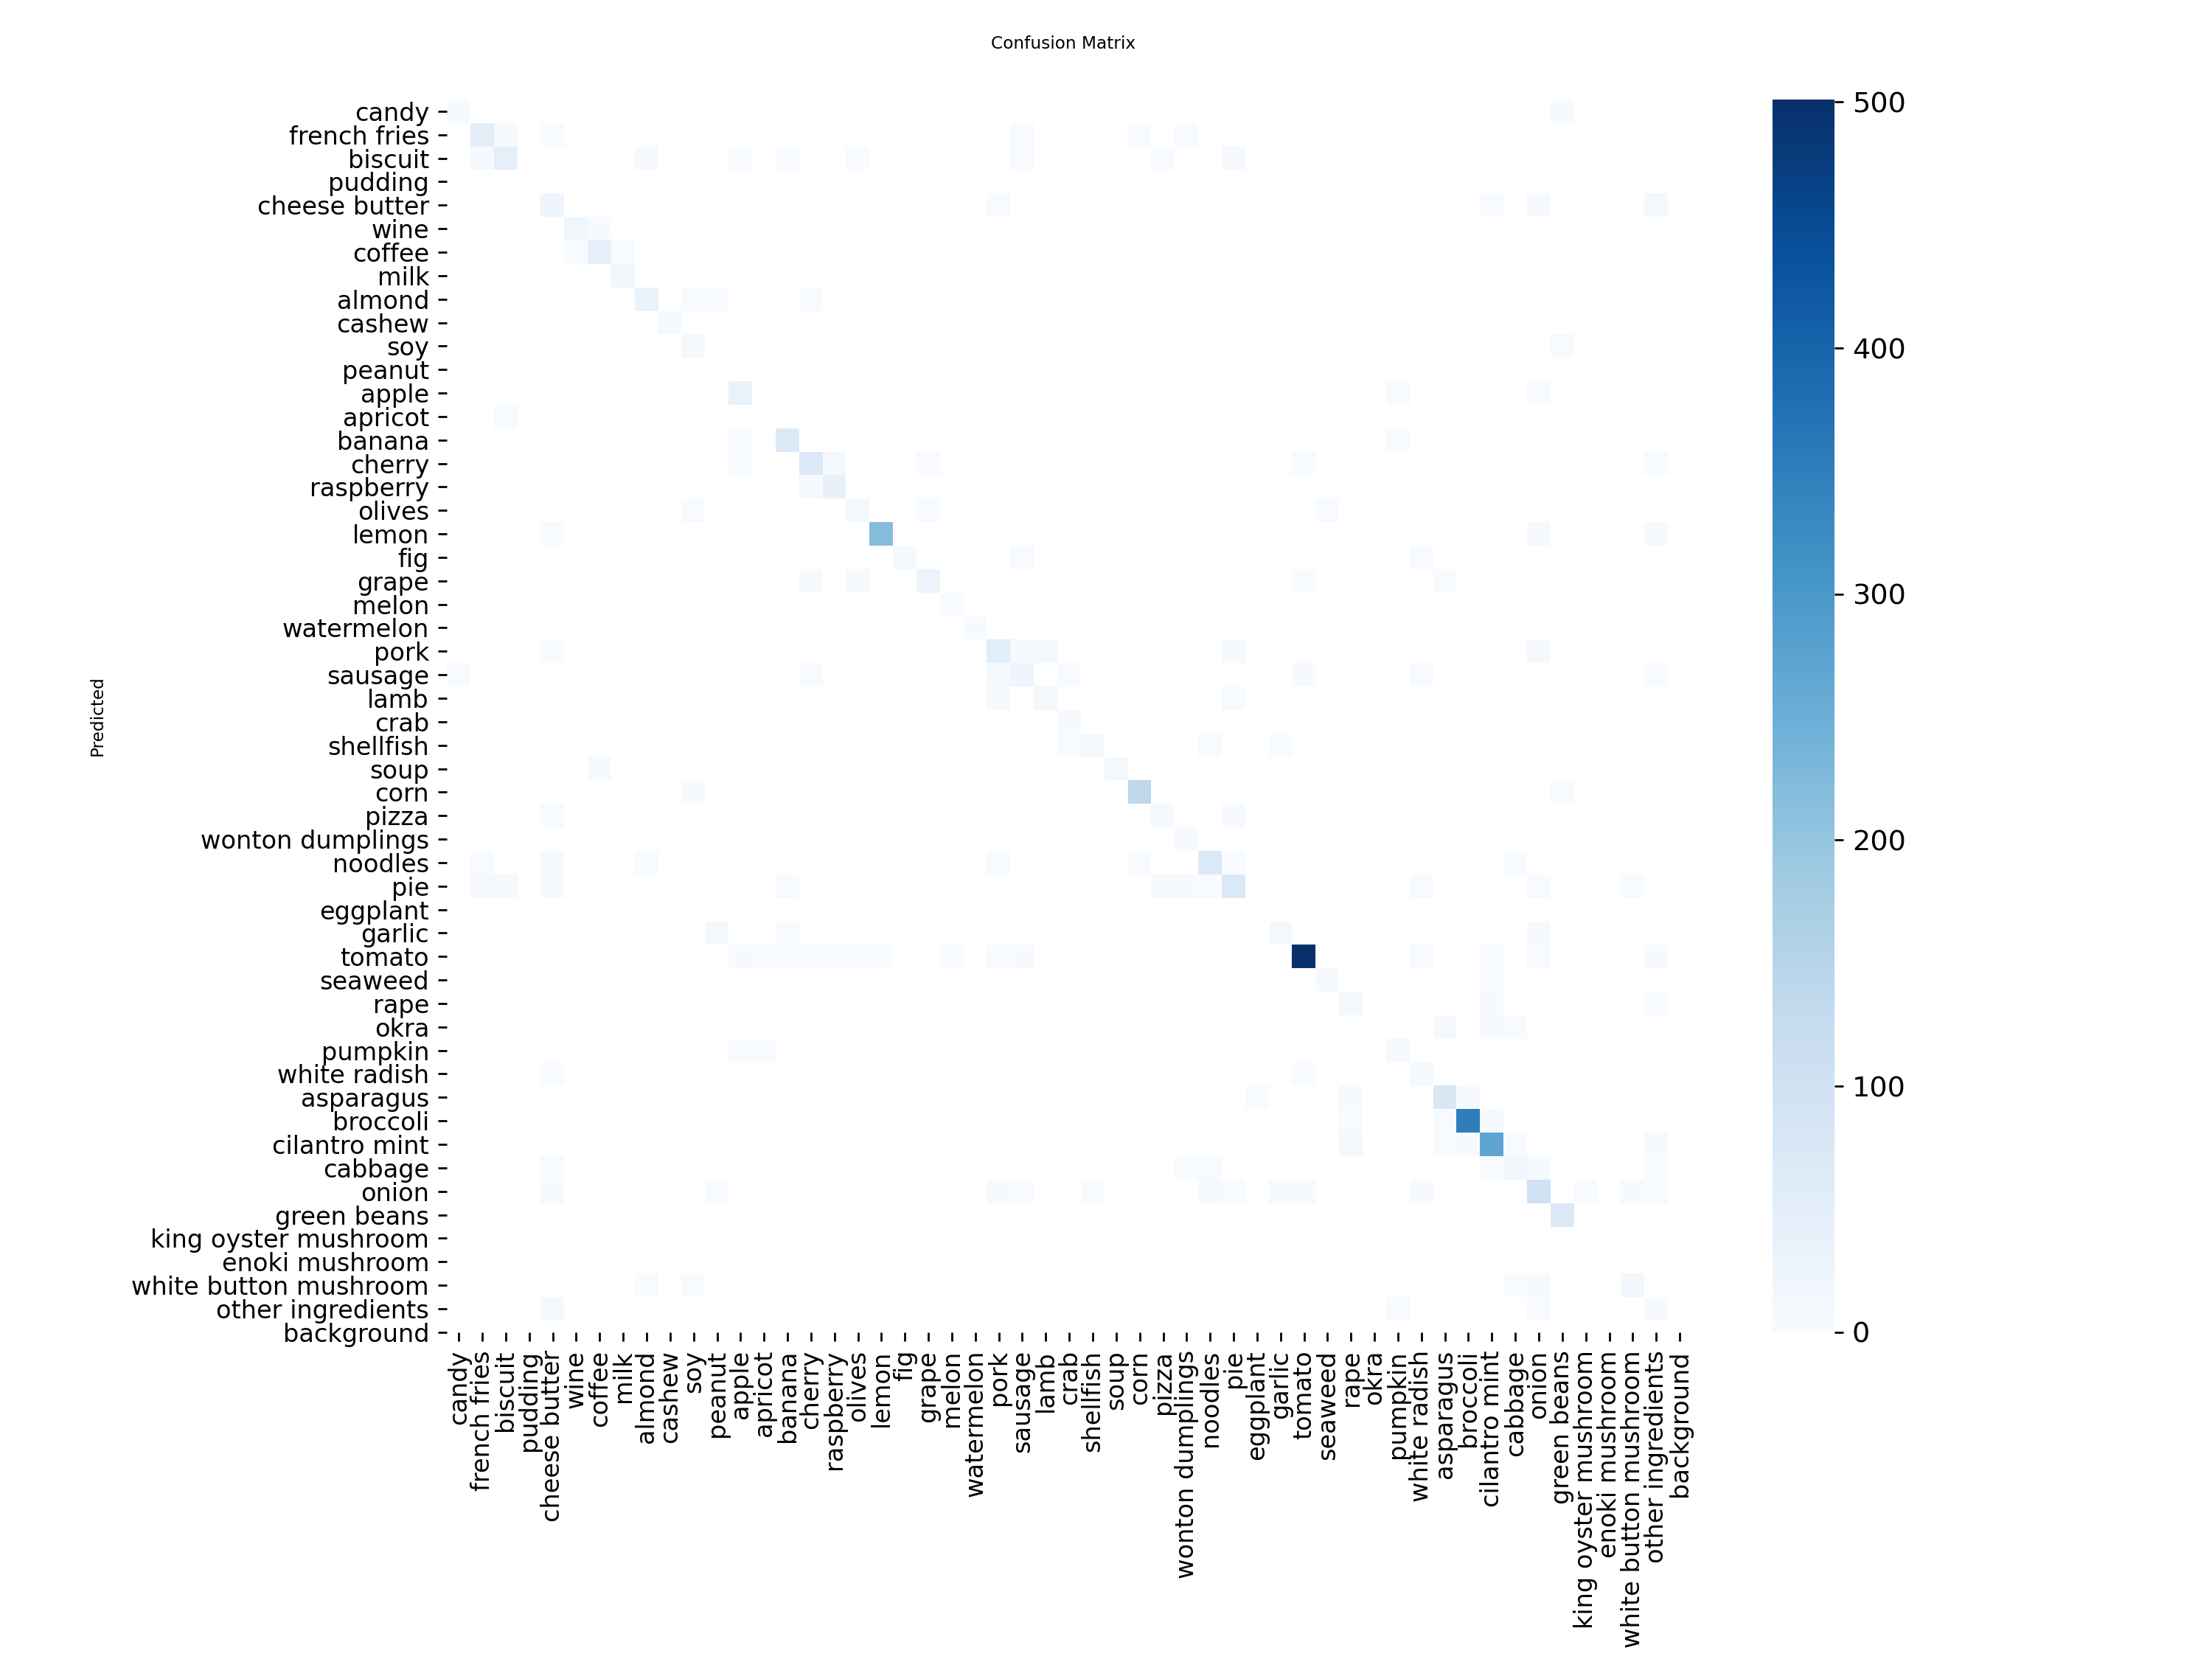 Confusion Matrix
candy
french fries
biscuit
pudding
cheese butter
wine
coffee
milk
almond
cashew
soy
peanut
apple
apricot
banana
cherry
raspberry
olives
lemon
fig
grape
melon
watermelon
pork
sausage
lamb
crab
shellfish
soup
corn
pizza
wonton dumplings
noodles
pie
eggplant
garlic
tomato
seaweed
rape
okra
pumpkin
white radish
asparagus
broccoli
cilantro mint
cabbage
onion
green beans
king oyster mushroom
enoki mushroom
white button mushroom
other ingredients
background
Predicted
candy
french fries
biscuit
pudding
cheese butter
wine
coffee
milk
almond
cashew
soy
peanut
apple
apricot
banana
cherry
raspberry
olives
lemon
fig
grape
melon
watermelon
pork
sausage
lamb
crab
shellfish
soup
corn
pizza
wonton dumplings
noodles
pie
eggplant
garlic
tomato
seaweed
rape
okra
pumpkin
white radish
asparagus
broccoli
cilantro mint
cabbage
onion
green beans
king oyster mushroom
enoki mushroom
white button mushroom
other ingredients
background
500
400
300
200
100
0